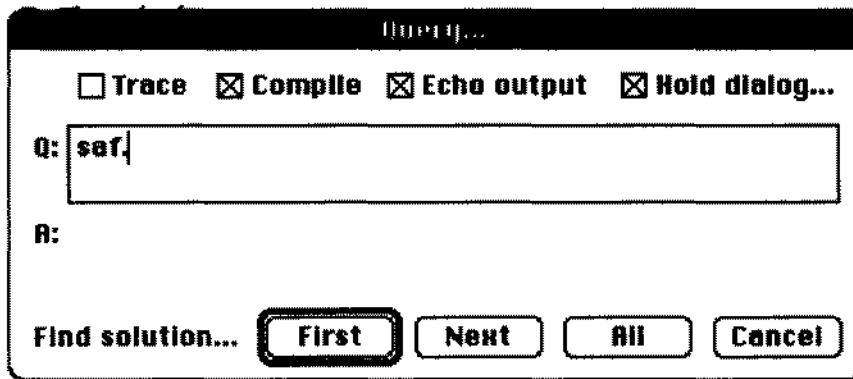 Query...
Trace Compile Echo output Hold dialog...
Q: saf.
A:
Find solution... First Next All Cancel